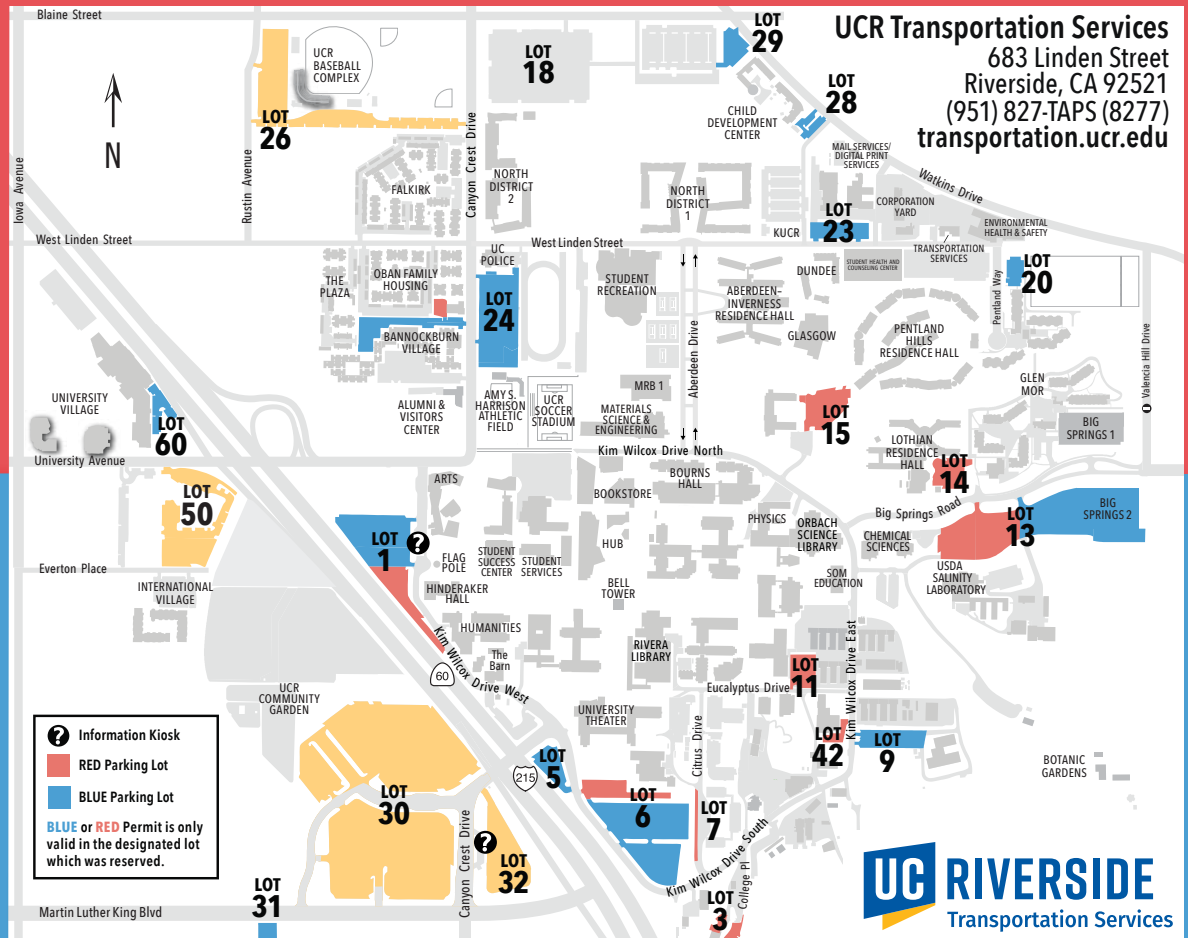 Blaine Street
UCR Transportation Services
683 Linden Street
Riverside, CA 92521
(951) 827-TAPS (8277)
transportation.ucr.edu
LOT
29
LOT
18
UCR
BASEBALL
COMPLEX
LOT
28
LOT
26
CHILD
DEVELOPMENT
CENTER
N
MAIL SERVICES/
DIGITAL PRINT
SERVICES
Watkins Drive
Iowa Avenue
Rustin Avenue
Canyon Crest Drive
FALKIRK
NORTH
DISTRICT
2
NORTH
DISTRICT
1
CORPORATION
YARD
LOT
23
KUCR
ENVIRONMENTAL
HEALTH & SAFETY
West Linden Street
West Linden Street
TRANSPORTATION
SERVICES
UC
POLICE
THE
PLAZA
OBAN FAMILY
HOUSING
STUDENT
RECREATION
DUNDEE
STUDENT HEALTH AND
COUNSELING CENTER
LOT
20
LOT
24
ABERDEEN-
INVERNESS
RESIDENCE HALL
Pentland Way
BANNOCKBURN
VILLAGE
GLASGOW
PENTLAND
HILLS
RESIDENCE HALL
Aberdeen Drive
Valencia Hill Drive
MRB 1
GLEN
MOR
UNIVERSITY
VILLAGE
ALUMNI &
VISITORS
CENTER
AMY S.
HARRISON
ATHLETIC
FIELD
UCR
SOCCER
STADIUM
MATERIALS
SCIENCE &
ENGINEERING
LOT
15
BIG
SPRINGS 1
LOT
60
LOTHIAN
RESIDENCE
HALL
Kim Wilcox Drive North
University Avenue
LOT
14
ARTS
BOURNS
HALL
LOT
50
BOOKSTORE
Big Springs Road
BIG
SPRINGS 2
PHYSICS
ORBACH
SCIENCE
LIBRARY
LOT
13
LOT
1
?
HUB
CHEMICAL
SCIENCES
FLAG
POLE
STUDENT
SUCCESS
CENTER
STUDENT
SERVICES
Everton Place
USDA
SALINITY
LABORATORY
SOM
EDUCATION
INTERNATIONAL
VILLAGE
HINDERAKER
HALL
BELL
TOWER
HUMANITIES
Kim Wilcox Drive West
Kim Wilcox Drive East
RIVERA
LIBRARY
The
Barn
60
LOT
11
Eucalyptus Drive
UCR
COMMUNITY
GARDEN
UNIVERSITY
THEATER
Citrus Drive
LOT
42
LOT
9
? Information Kiosk
RED Parking Lot
BLUE Parking Lot
BLUE or RED Permit is only
valid in the designated lot
which was reserved.
LOT
5
215
BOTANIC
GARDENS
LOT
30
LOT
6
LOT
7
Canyon Crest Drive
?
LOT
32
Kim Wilcox Drive South
College Pl
LOT
31
LOT
3
Martin Luther King Blvd
UC RIVERSIDE
Transportation Services